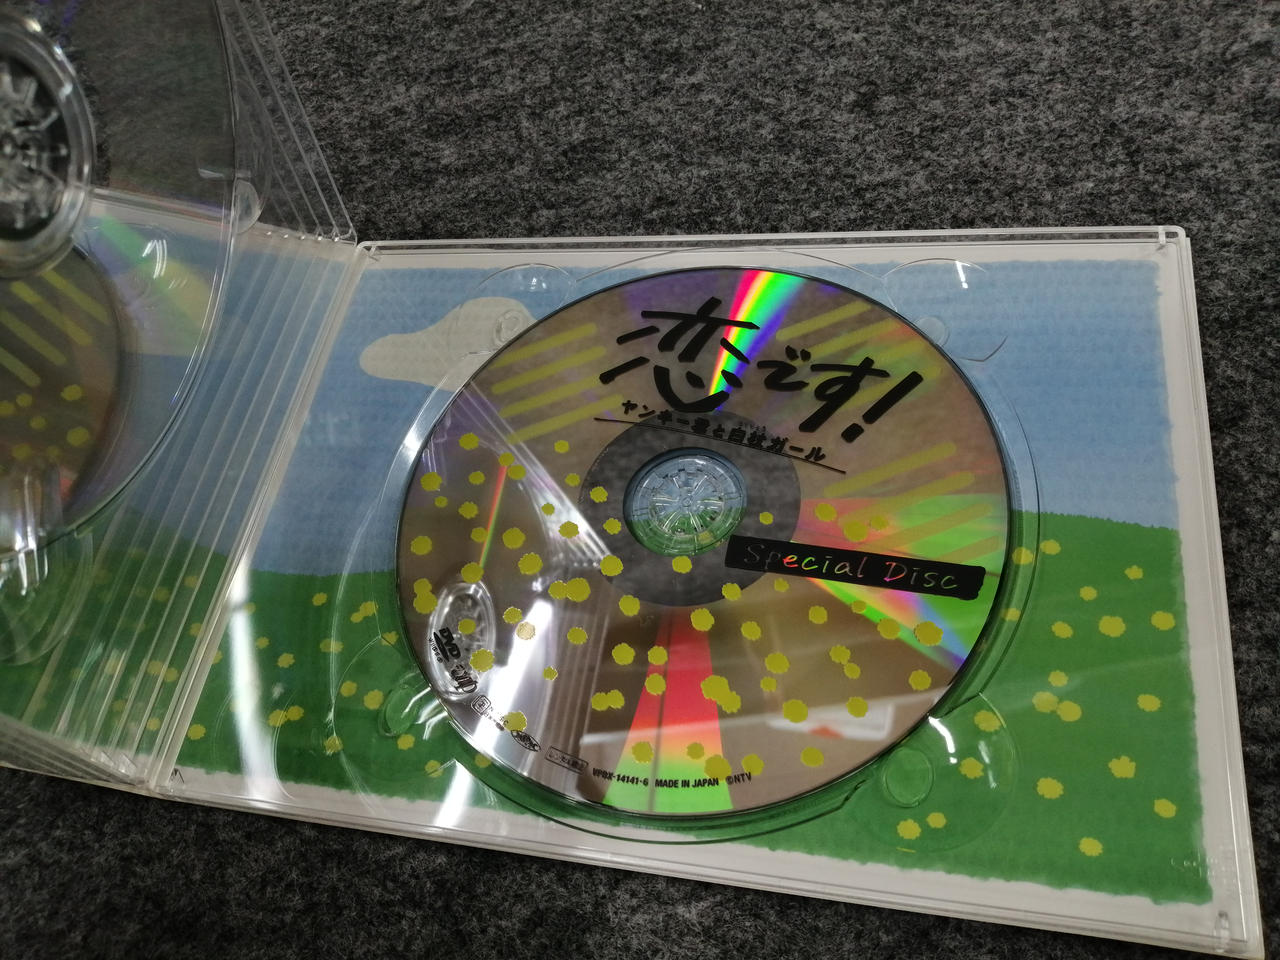 恋です!
ヤンキー君と白杖ガール
Special Disc
DVD
VPBX-14141-6 MADE IN JAPAN ©NTV